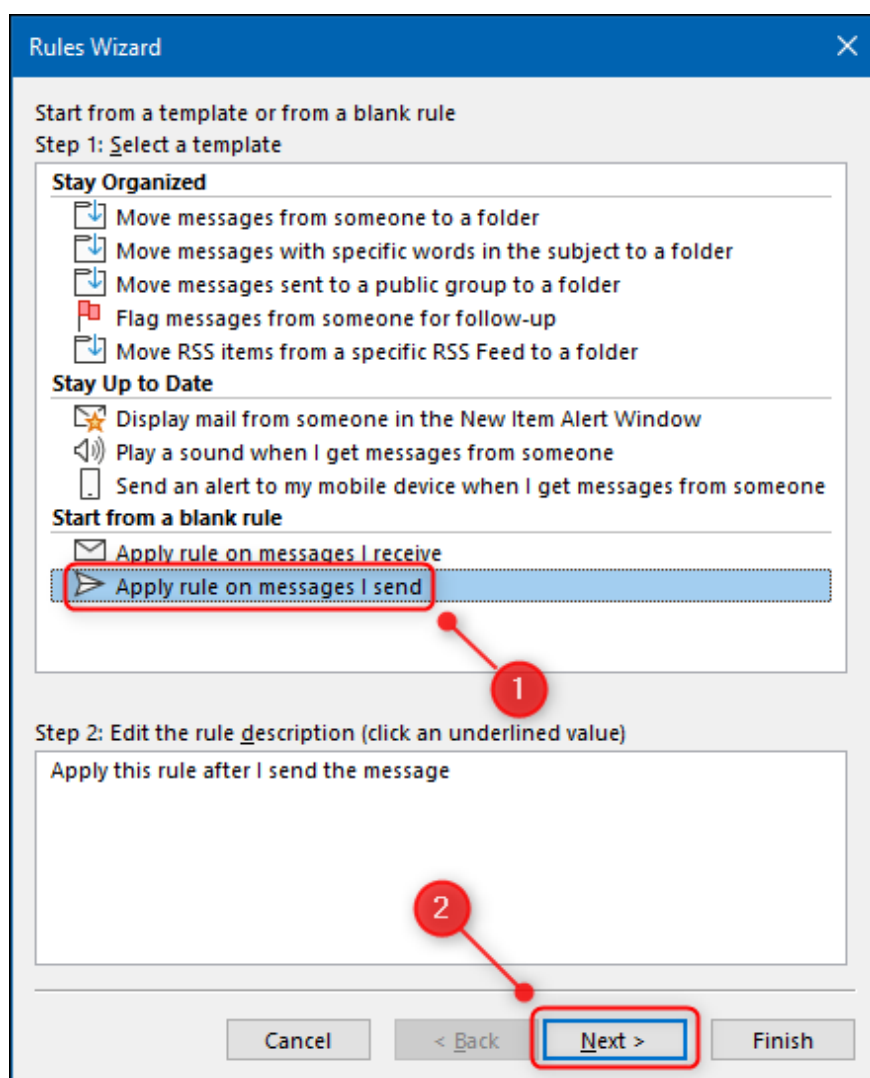 Rules Wizard
Start from a template or from a blank rule
Step 1: Select a template
Stay Organized
Move messages from someone to a folder
Move messages with specific words in the subject to a folder
Move messages sent to a public group to a folder
Flag messages from someone for follow-up
Move RSS items from a specific RSS Feed to a folder
Stay Up to Date
Display mail from someone in the New Item Alert Window
Play a sound when I get messages from someone
Send an alert to my mobile device when I get messages from someone
Start from a blank rule
Apply rule on messages I receive
Apply rule on messages I send
1
Step 2: Edit the rule description (click an underlined value)
Apply this rule after I send the message
2
Cancel < Back Next > Finish